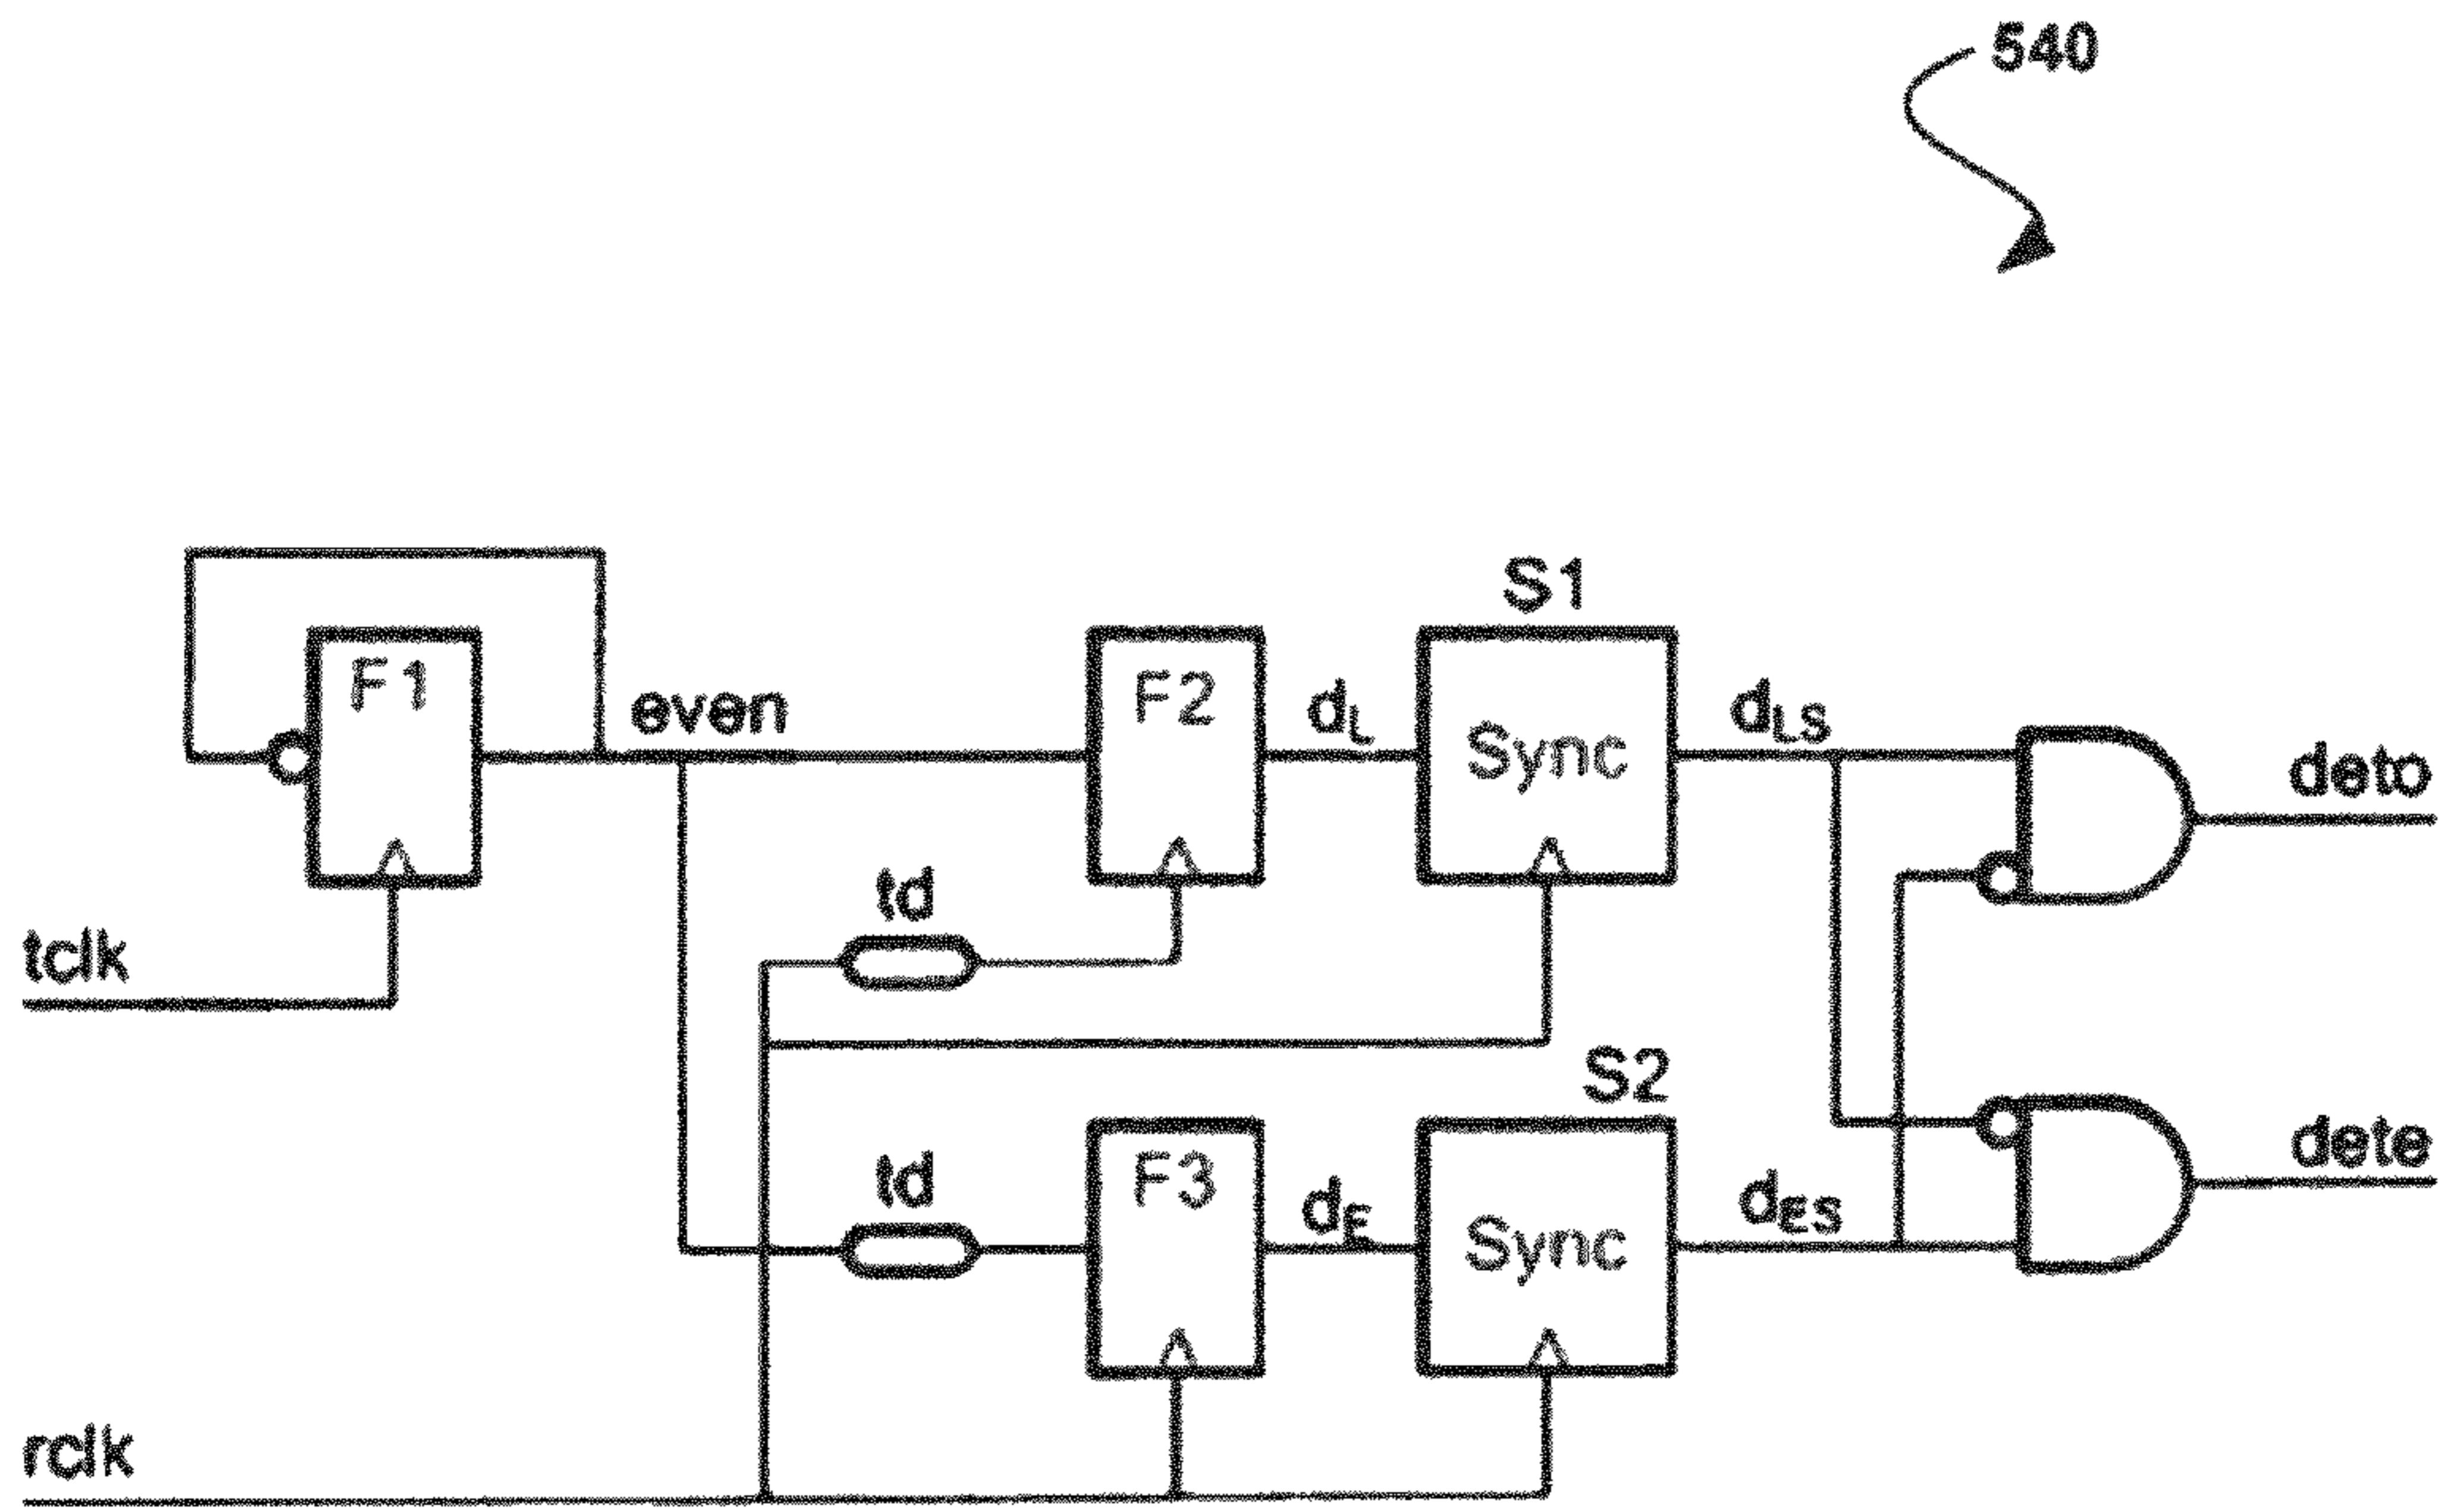 540
S1
F1
even
F2
dL
Sync
dLS
deto
td
tclk
S2
td
F3
dE
Sync
dES
dete
rclk